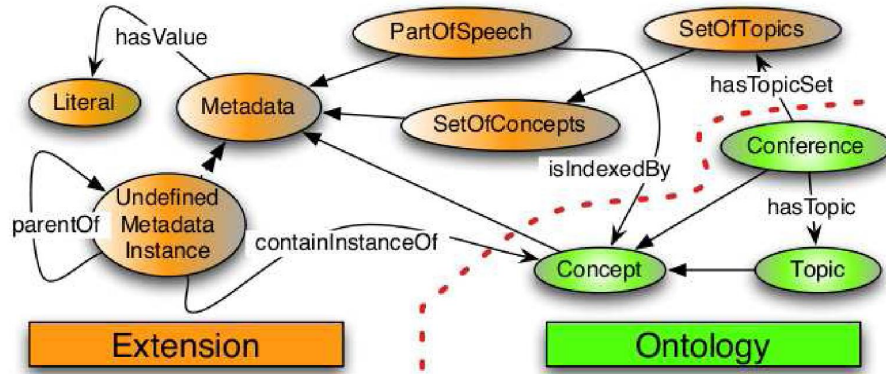 hasValue
PartOfSpeech
SetOfTopics
Literal
Metadata
hasTopicSet
SetOfConcepts
Conference
isIndexedBy
Undefined
Metadata
Instance
parentOf
hasTopic
containInstanceOf
Concept
Topic
Extension
Ontology